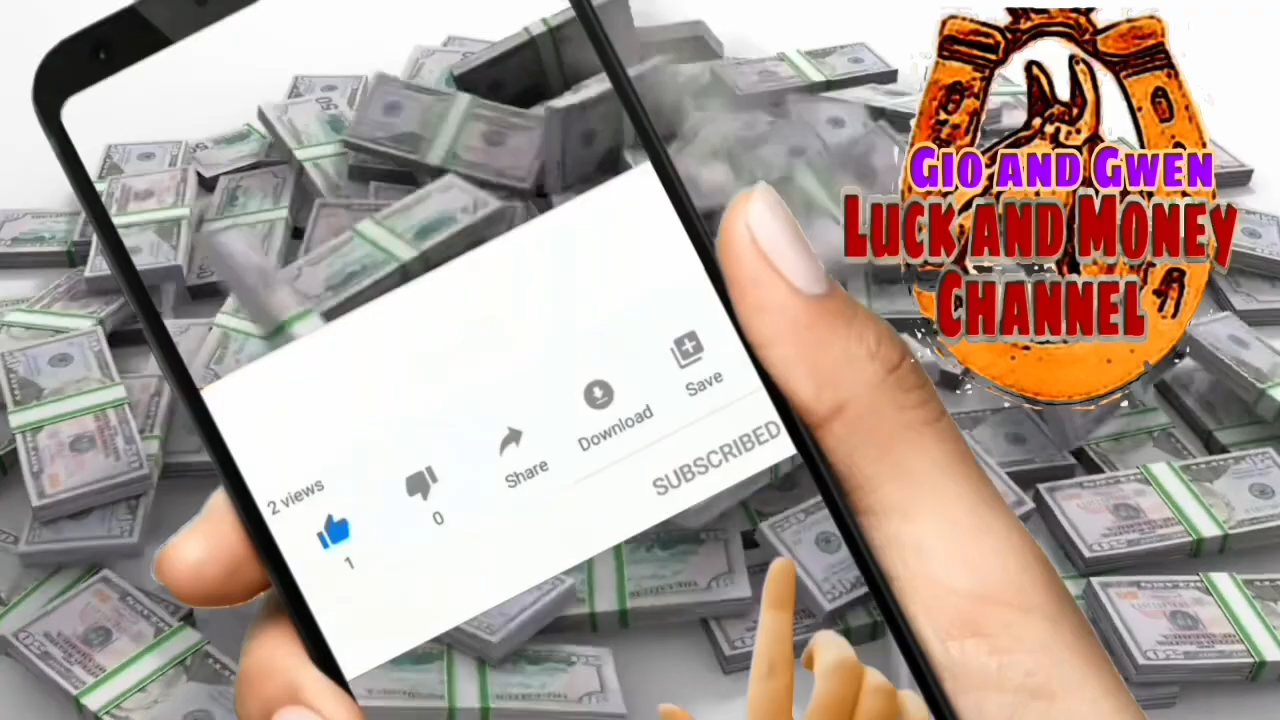 Gio and Gwen
Luck and Money
Channel
2 views
1
0
Share
Download
Save
SUBSCRIBED